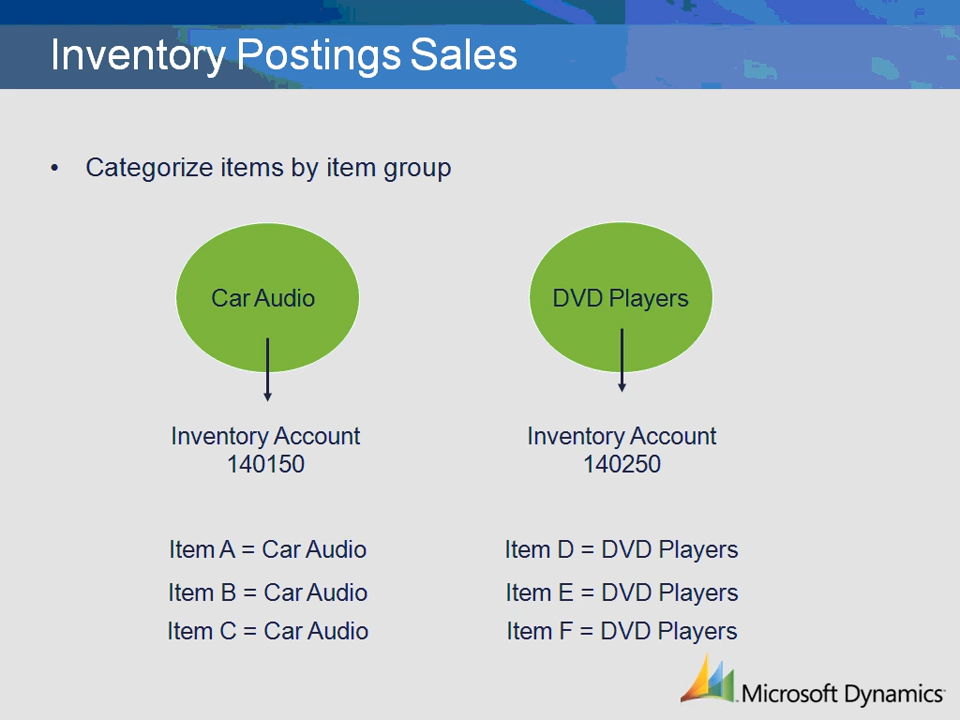 Inventory Postings Sales
• Categorize items by item group
Car Audio
DVD Players
Inventory Account
140150
Inventory Account
140250
Item A = Car Audio
Item B = Car Audio
Item C = Car Audio
Item D = DVD Players
Item E = DVD Players
Item F = DVD Players
Microsoft Dynamics